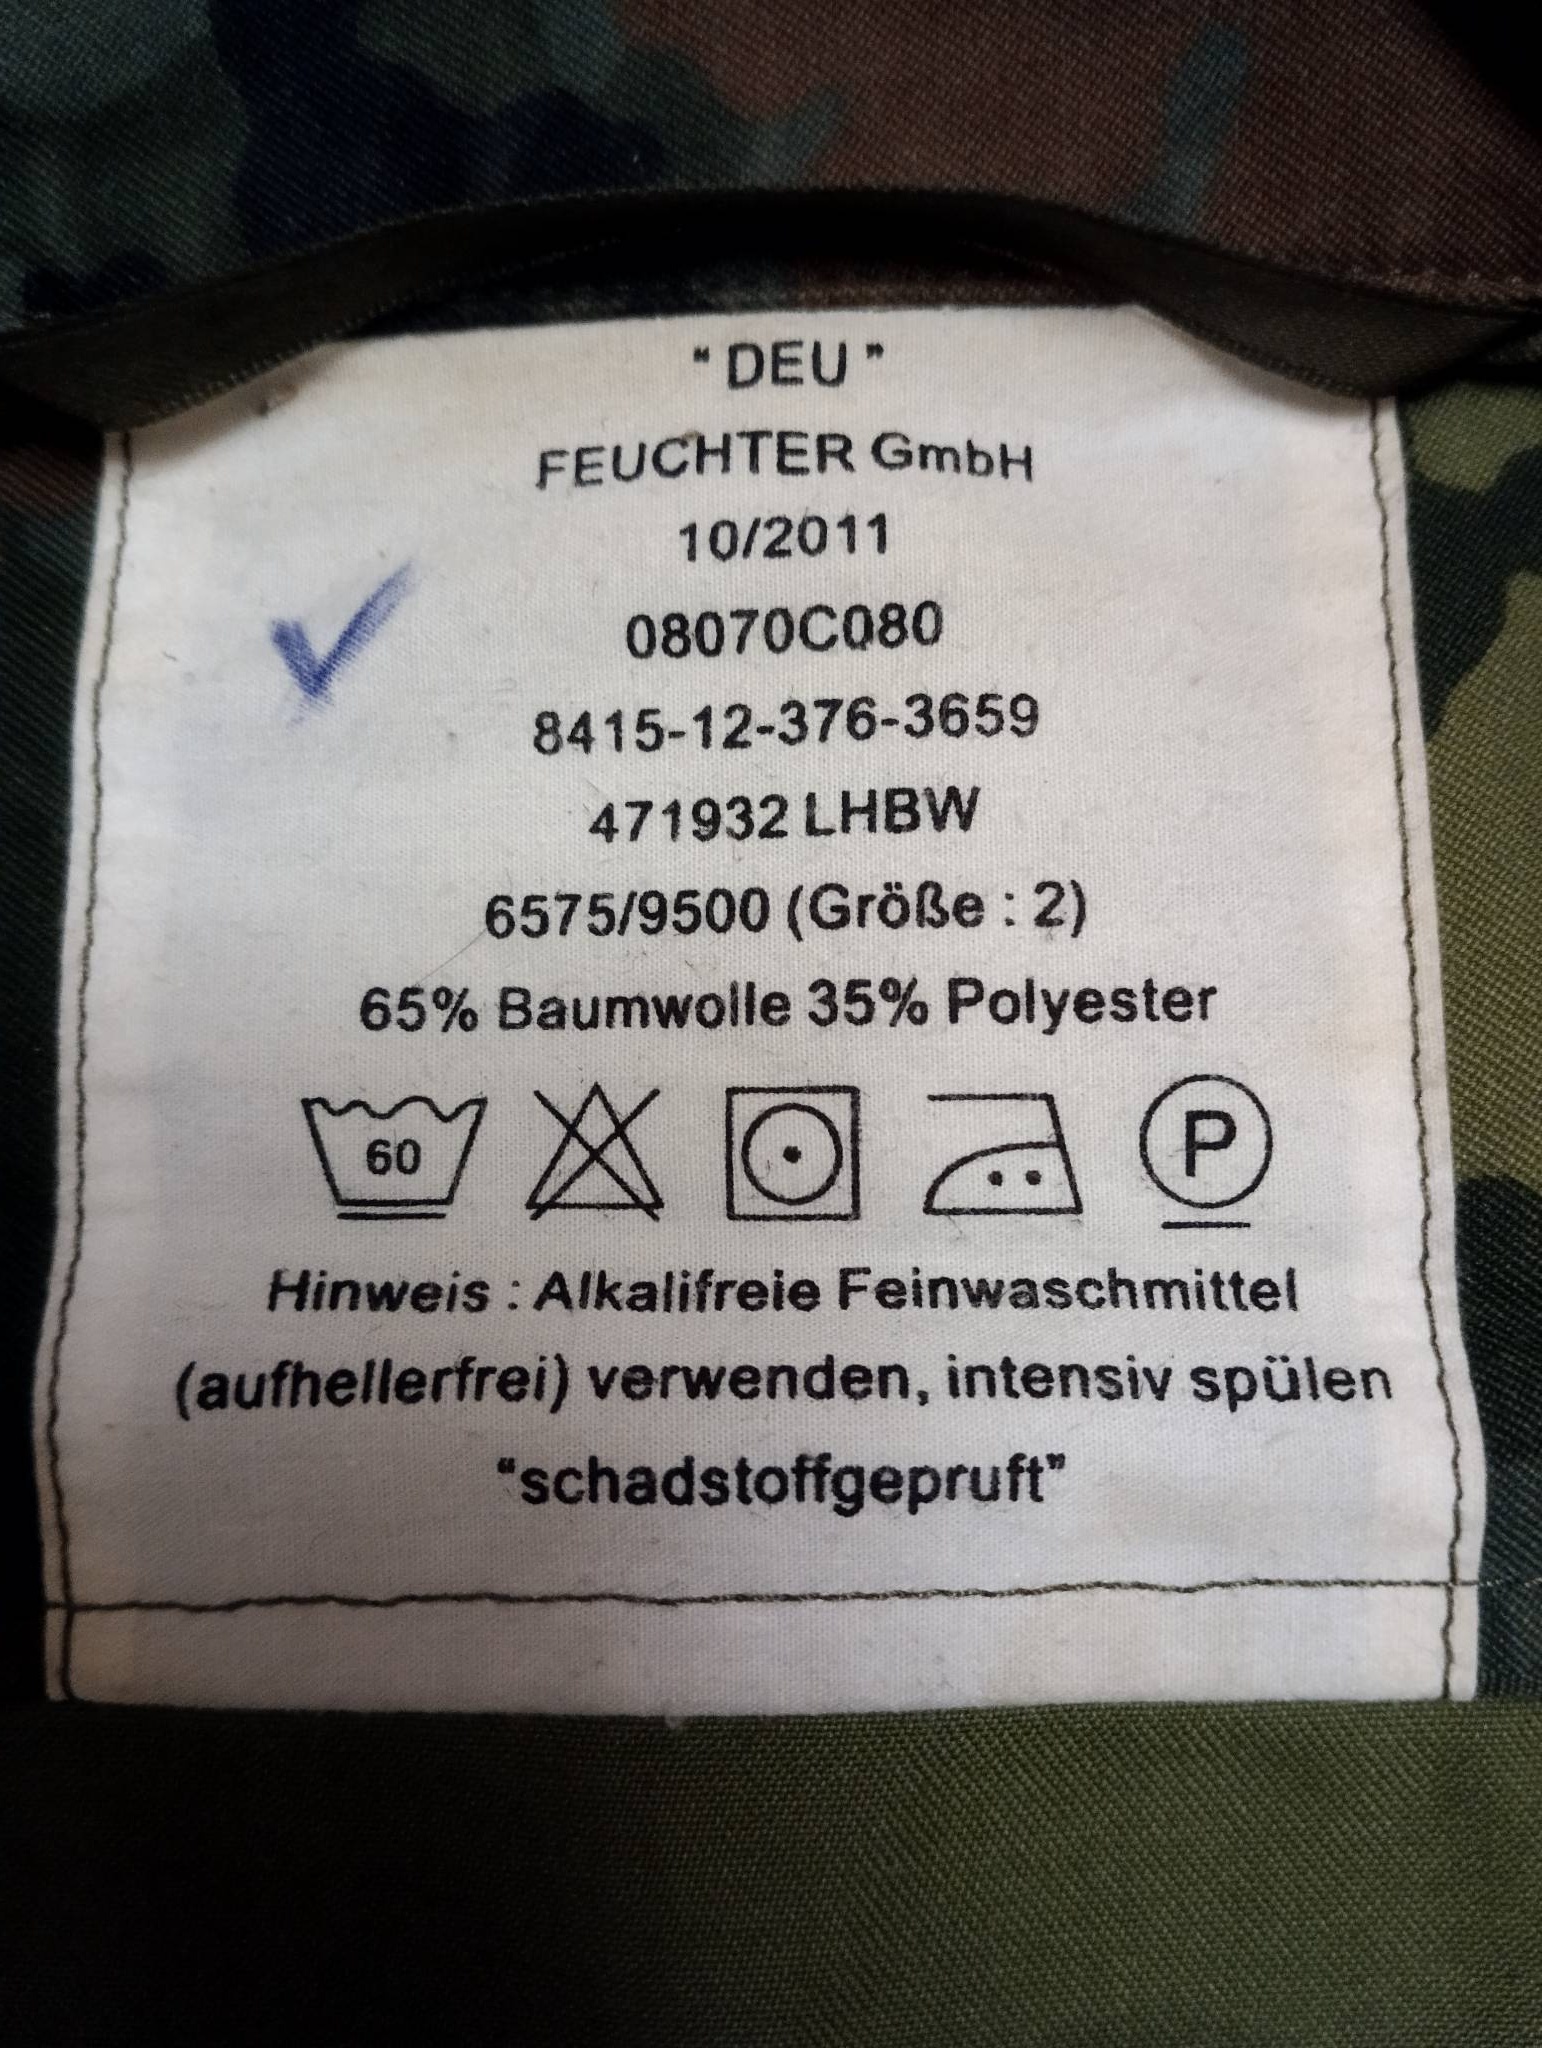 “DEU”
FEUCHTER GmbH
10/2011
08070C080
8415-12-376-3659
471932 LHBW
6575/9500 (Größe : 2)
65% Baumwolle 35% Polyester
60 P
Hinweis : Alkalifreie Feinwaschmittel
(aufhellerfrei) verwenden, intensiv spülen
“schadstoffgepruft”